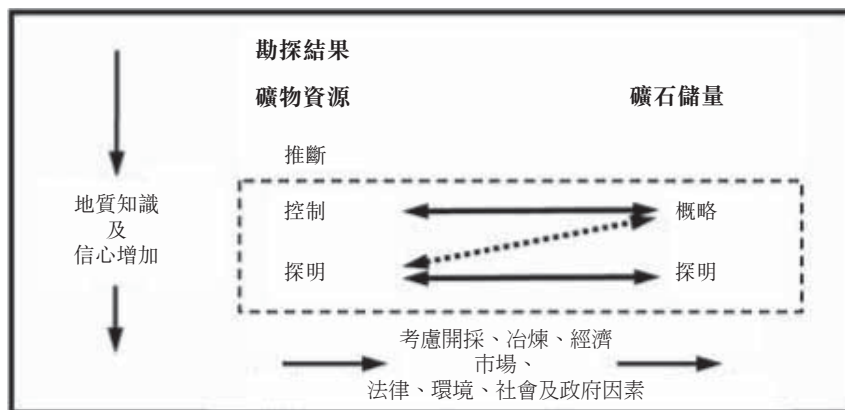 勘探結果
礦物資源
礦石儲量
推斷
地質知識
及
信心增加
控制
概略
探明
探明
考慮開採、冶煉、經濟
市場、
法律、環境、社會及政府因素